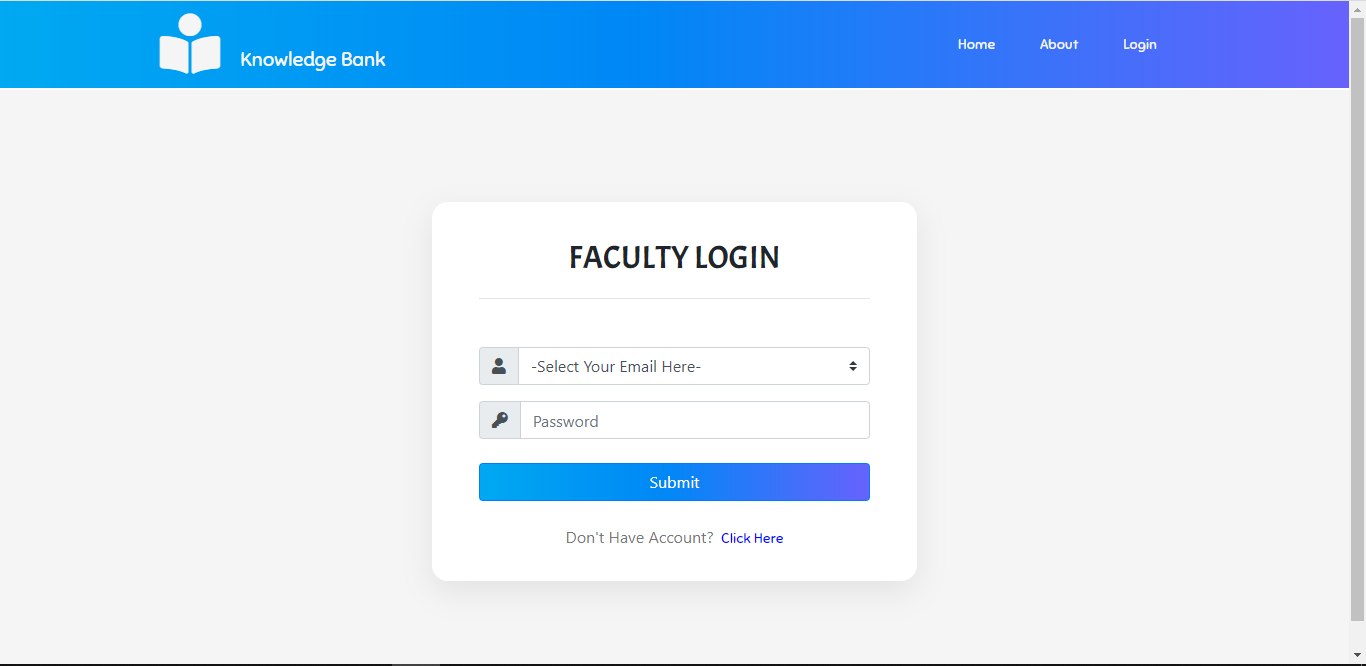 Knowledge Bank
Home About Login
FACULTY LOGIN
-Select Your Email Here-
Password
Submit
Don't Have Account? Click Here